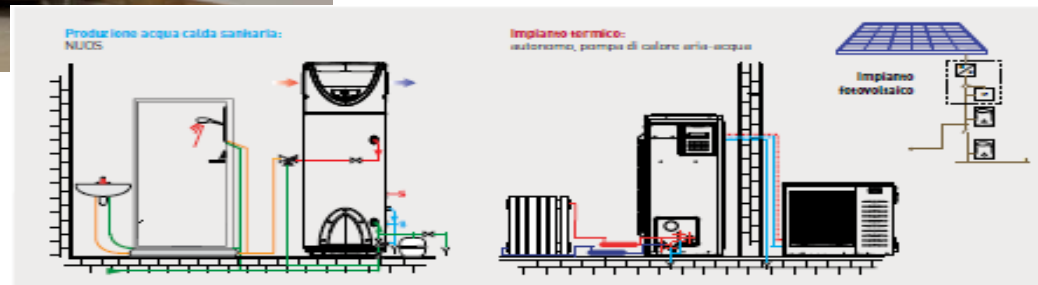 Produzione acqua calda sanitaria:
NUOS
Impianto termico:
autonomo, pompa di calore aria-acqua
Impianto
fotovoltaico